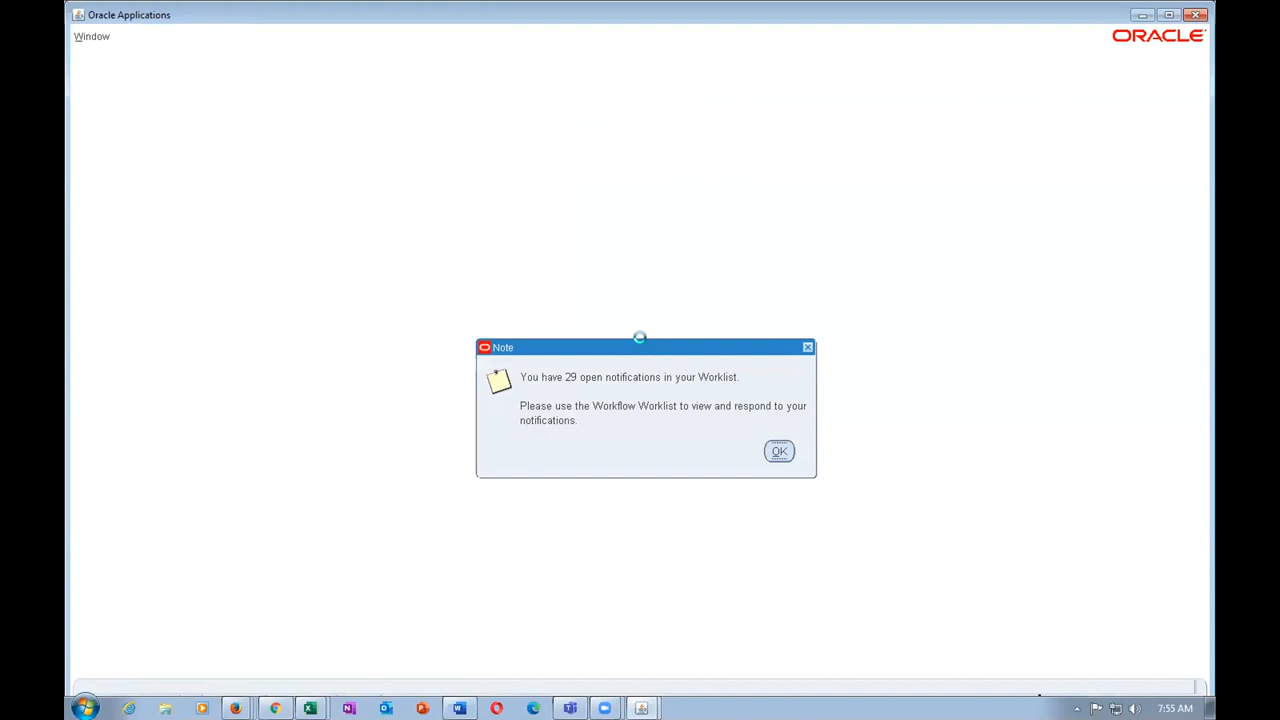 Oracle Applications
Window
ORACLE
Note
You have 29 open notifications in your Worklist.
Please use the Workflow Worklist to view and respond to your
notifications.
OK
7:55 AM